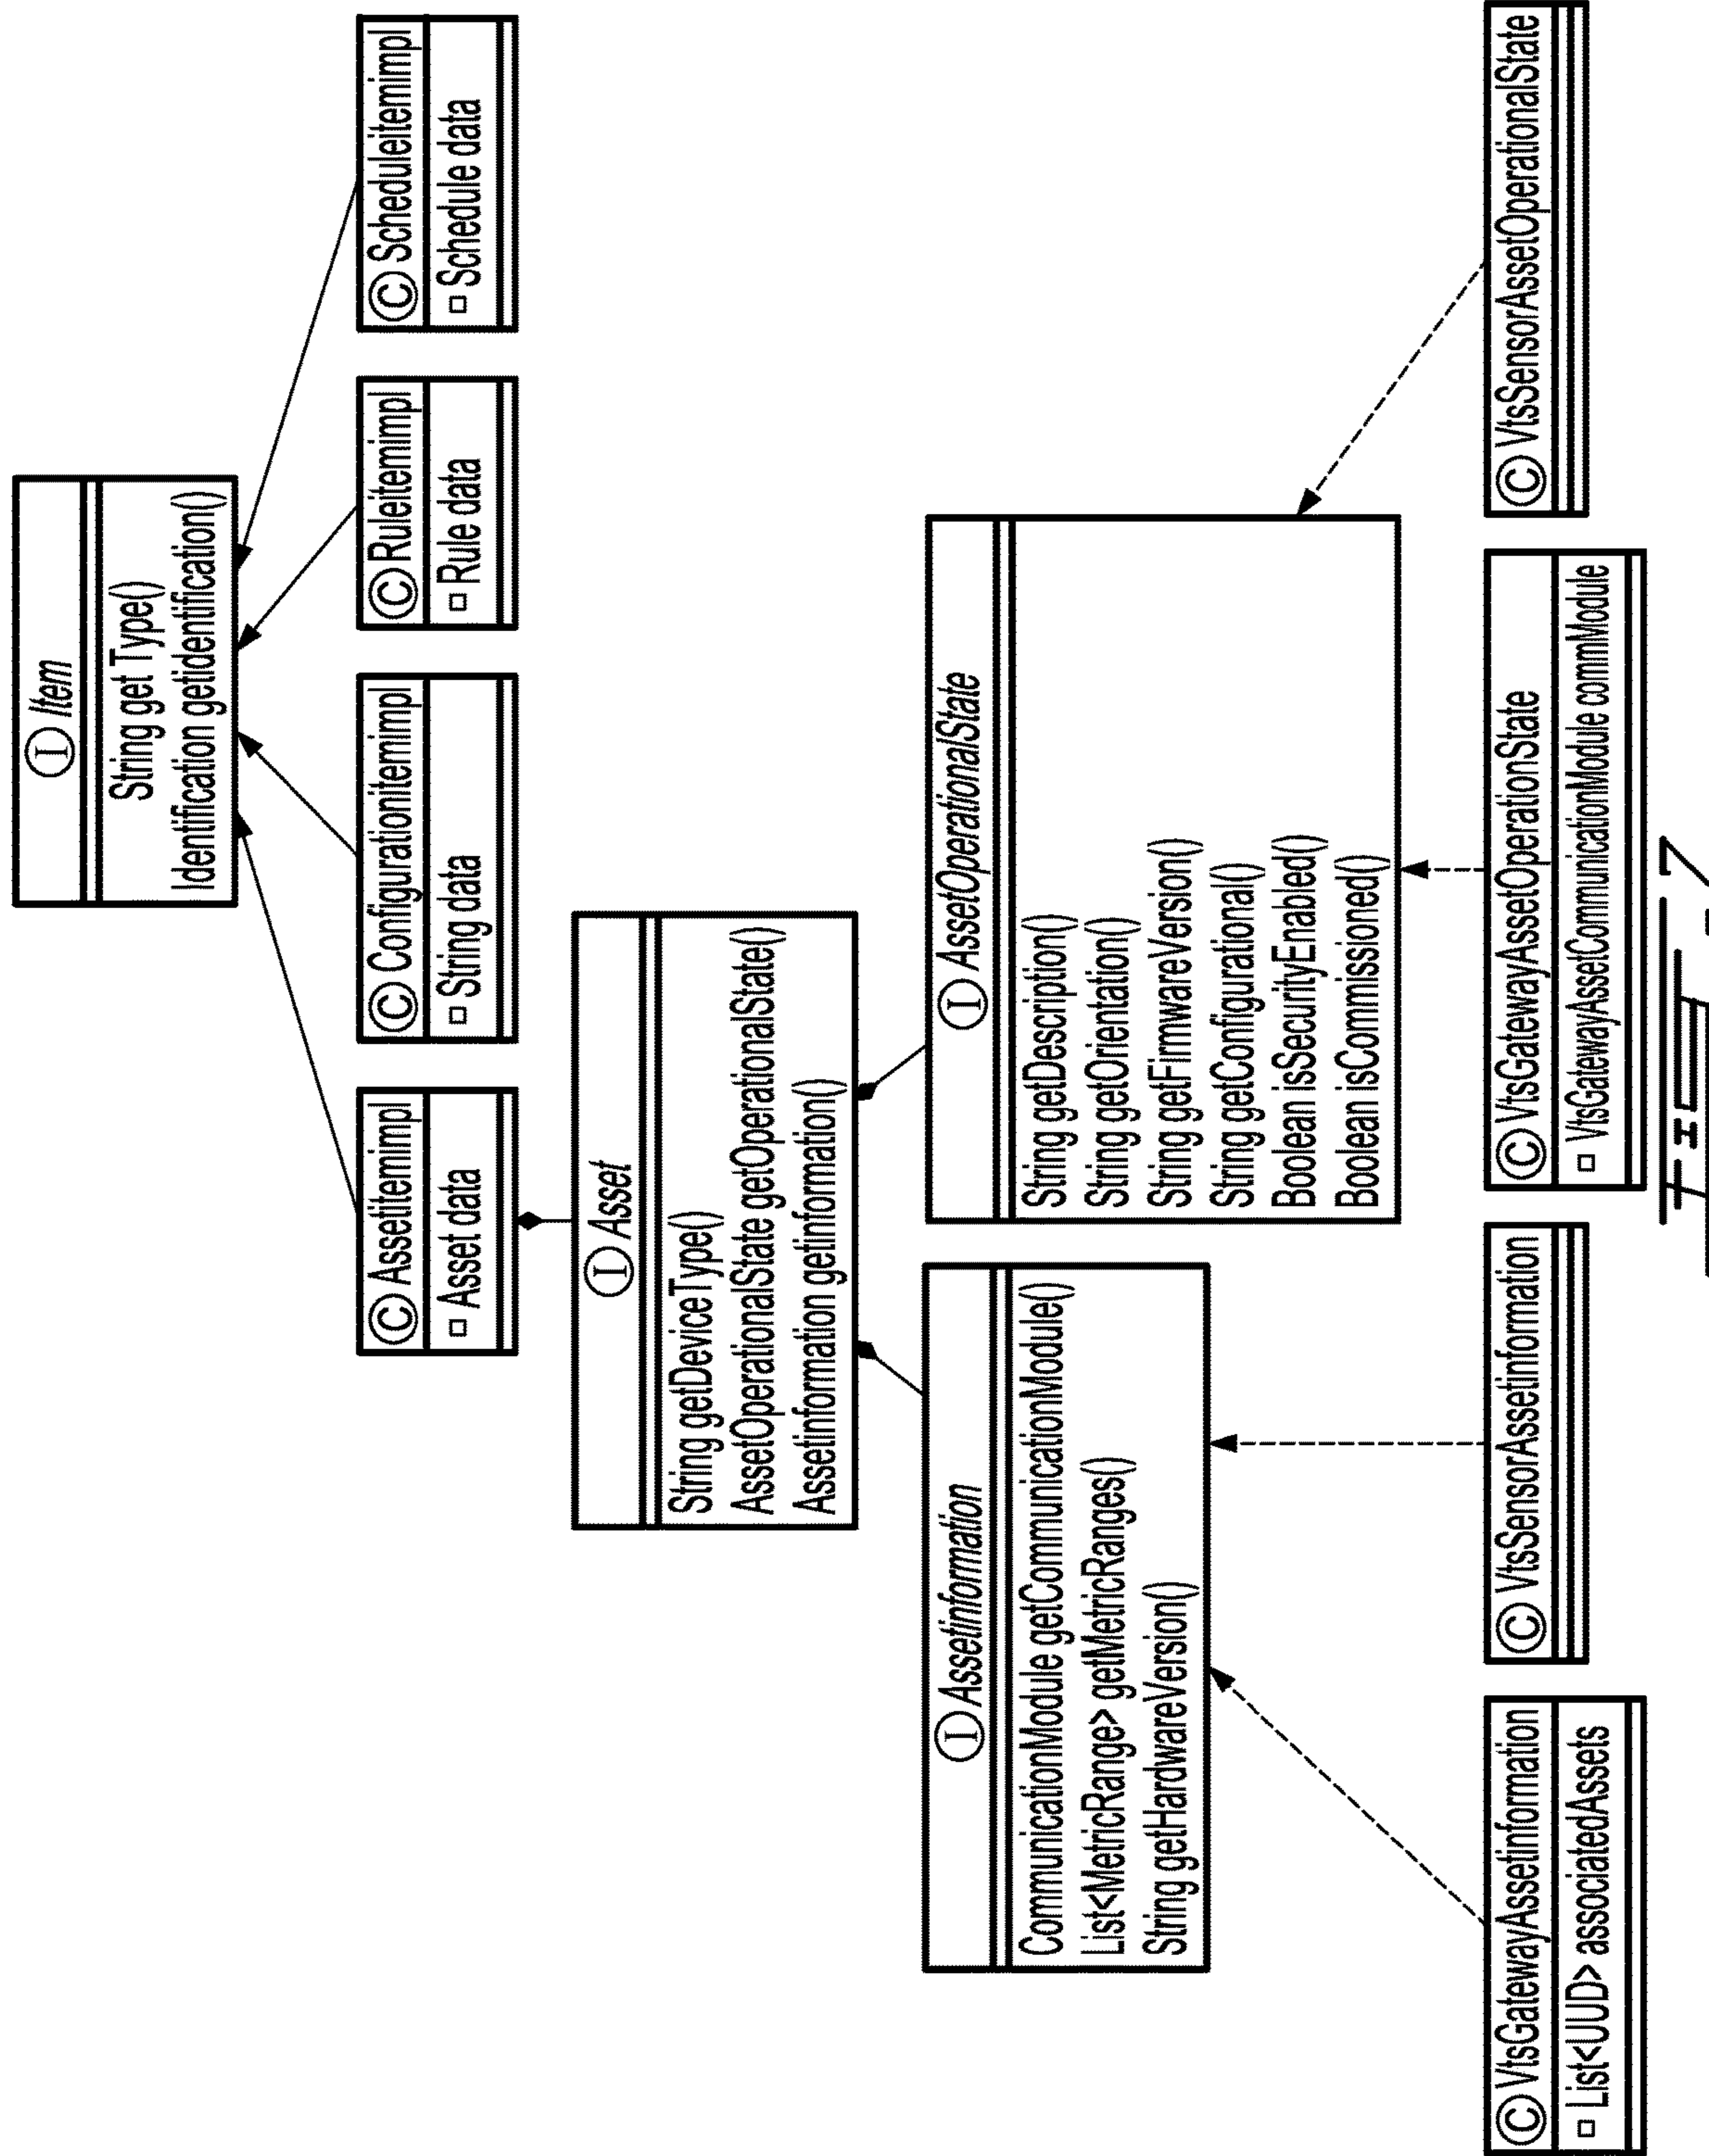 Ⓘ Item
String get Type()
Identification getidentification()
Ⓒ Assetitemimpl
▫ Asset data
Ⓒ Configurationitemimpl
▫ String data
Ⓒ Ruleitemimpl
▫ Rule data
Ⓒ Scheduleitemimpl
▫ Schedule data
Ⓘ Asset
String getDeviceType()
AssetOperationalState getOperationalState()
Assetinformation getinformation()
Ⓘ Assetinformation
CommunicationModule getCommunicationModule()
List<MetricRange> getMetricRanges()
String getHardwareVersion()
Ⓘ AssetOperationalState
String getDescription()
String getOrientation()
String getFirmwareVersion()
String getConfigurational()
Boolean isSecurityEnabled()
Boolean isCommissioned()
Ⓒ VtsGatewayAssetinformation
▫ List<UUD> associatedAssets
Ⓒ VtsSensorAssetinformation
Ⓒ VtsGatewayAssetOperationState
▫ VtsGatewayAssetCommunicationModule commModule
Ⓒ VtsSensorAssetOperationalState